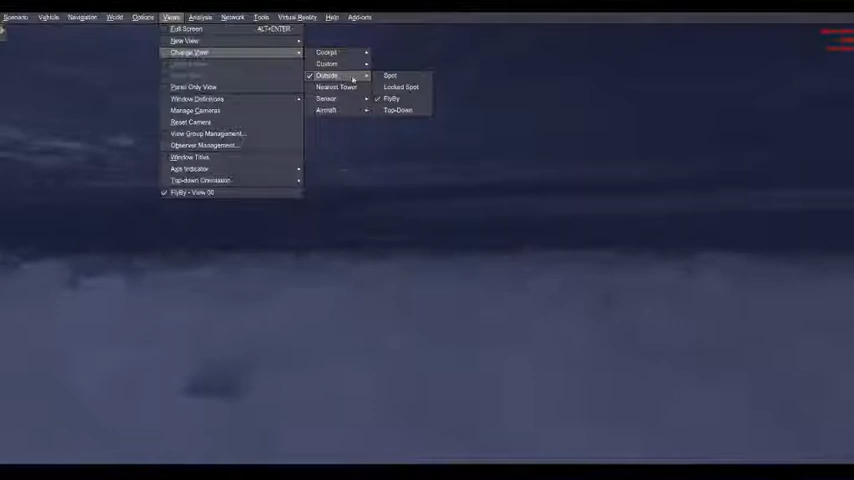 Scenario Vehicle Navigation World Options Views Analysis Network Tools Virtual Reality Help Add-ons
Full Screen ALT+ENTER
New View
Change View
Panel Only View
Window Definitions
Manage Cameras
Reset Camera
View Group Management...
Observer Management...
Window Titles
Axis Indicator
Top-down Orientation
FlyBy - View 00
Cockpit
Custom
Outside
Nearest Tower
Sensor
Aircraft
Spot
Locked Spot
FlyBy
Top-Down